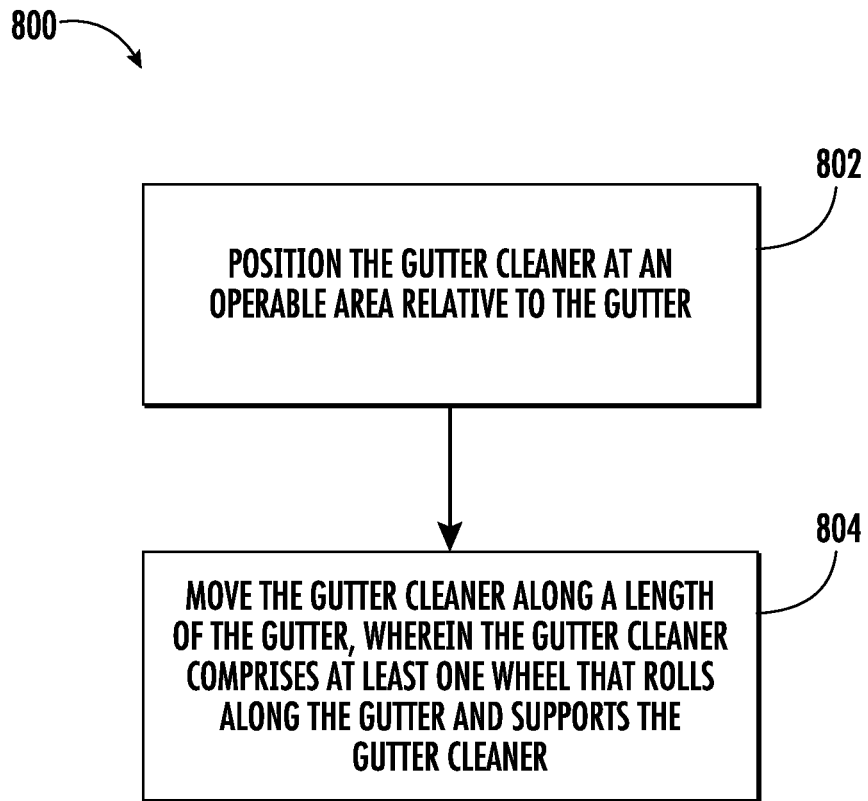 800
802
POSITION THE GUTTER CLEANER AT AN
OPERABLE AREA RELATIVE TO THE GUTTER
804
MOVE THE GUTTER CLEANER ALONG A LENGTH
OF THE GUTTER, WHEREIN THE GUTTER CLEANER
COMPRISES AT LEAST ONE WHEEL THAT ROLLS
ALONG THE GUTTER AND SUPPORTS THE
GUTTER CLEANER